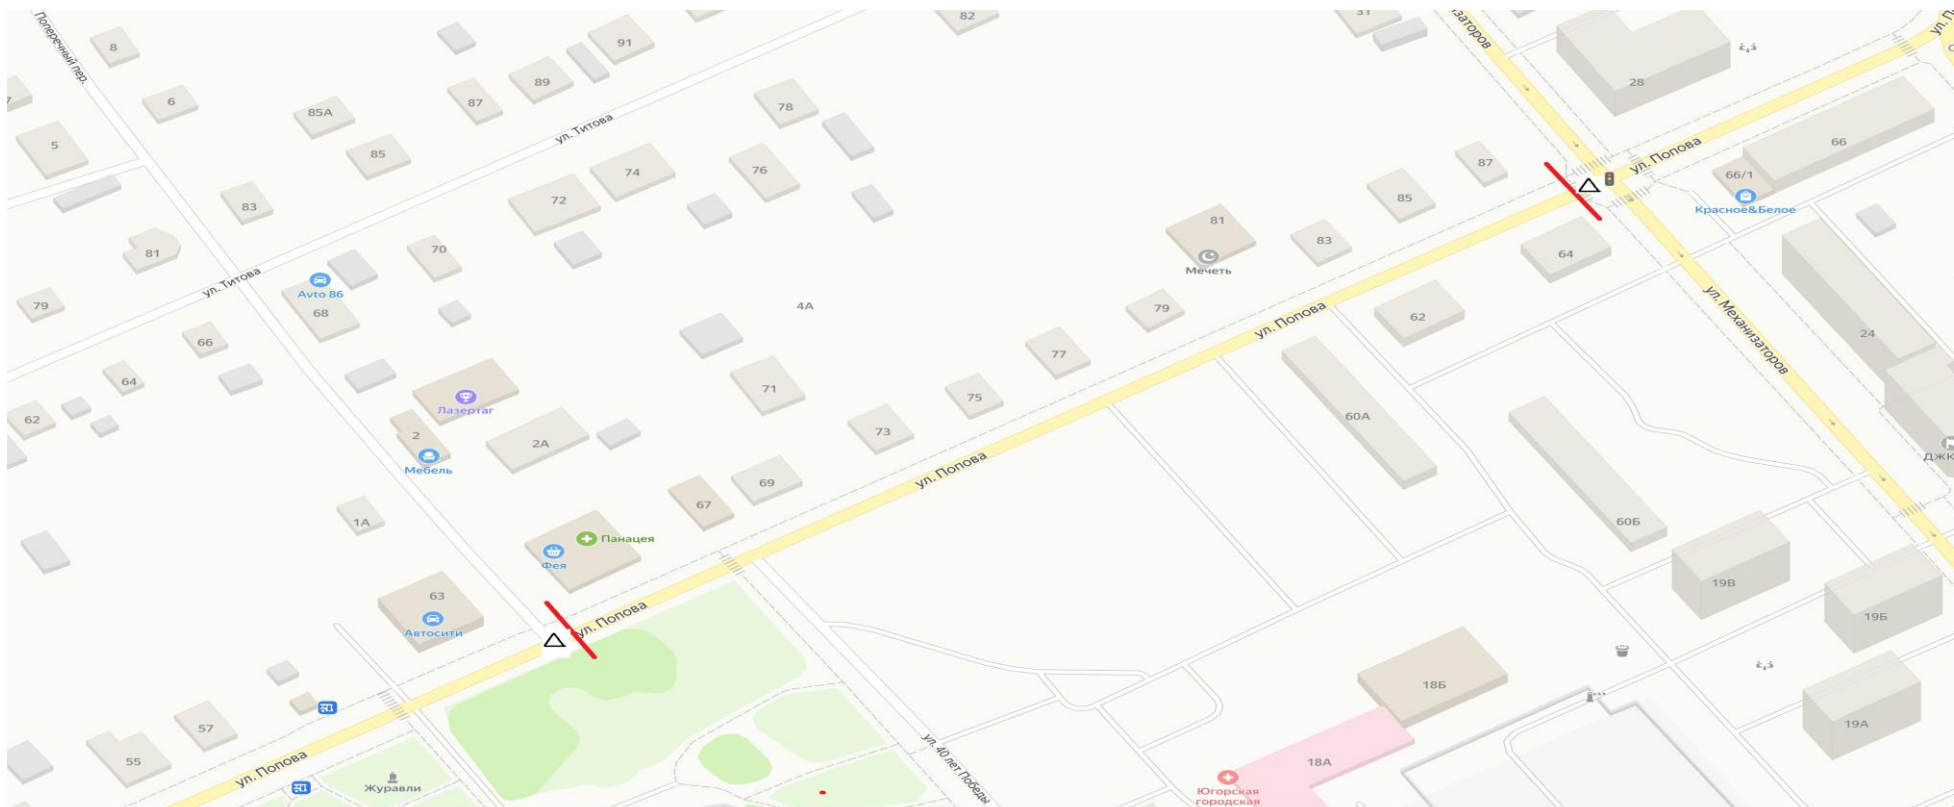 Поперечный пер.
8
91
82
31
89
6
87
85А
78
ул. Титова
28
5
85
74
76
66
72
87
ул. Попова
66/1
Красное&Белое
83
85
81
Мечеть
83
64
81
70
ул. Титова
Avto 86
68
79
4А
79
62
ул. Попова
ул. Механизаторов
24
66
77
64
71
75
60А
Лазертаг
62
2
2А
73
Мебель
ул. Попова
69
67
1А
60Б
Панацея
Фея
19В
63
Автосити
ул. Попова
19Б
18Б
57
19А
55
ул. Попова
Журавли
ул. 40 лет Победы
18А
Югорская
городская